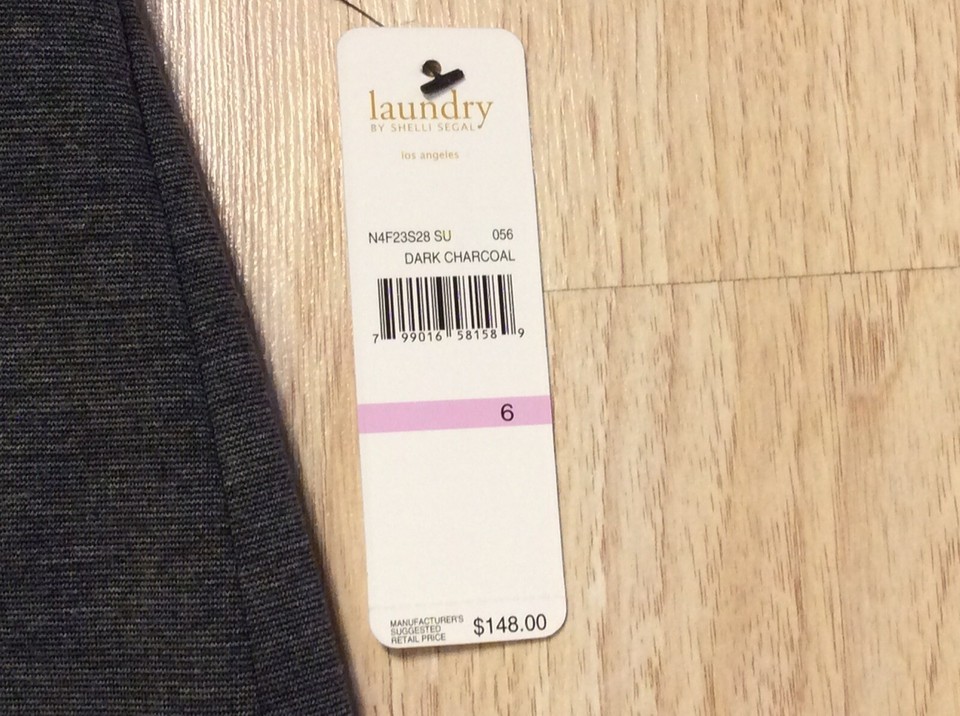 laundry
BY SHELLI SEGAL
los angeles
N4F23S28 SU 056
DARK CHARCOAL
7 99016 58158 9
6
MANUFACTURER'S
SUGGESTED
RETAIL PRICE
$148.00